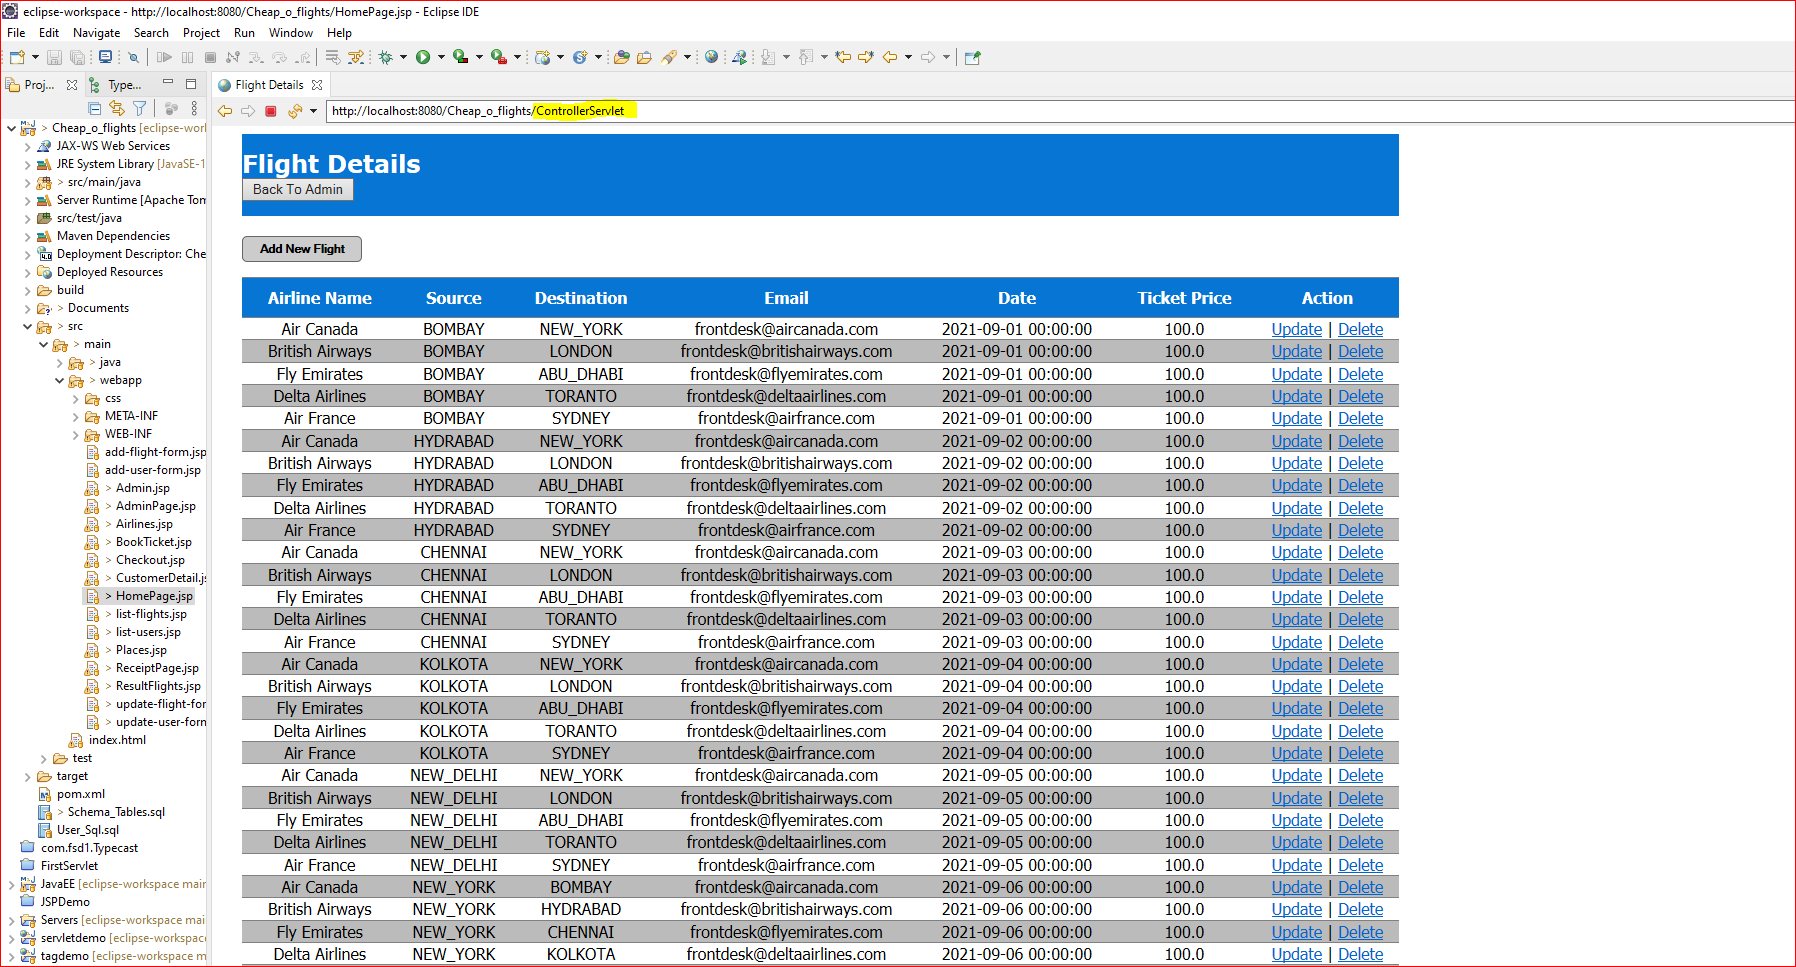 eclipse-workspace - http://localhost:8080/Cheap_o_flights/HomePage.jsp - Eclipse IDE
File Edit Navigate Search Project Run Window Help
Proj... Type...
Flight Details
http://localhost:8080/Cheap_o_flights/ControllerServlet
Cheap_o_flights [eclipse-worl
JAX-WS Web Services
JRE System Library [JavaSE-1
> src/main/java
Server Runtime [Apache Tom
src/test/java
Maven Dependencies
Deployment Descriptor: Che
Deployed Resources
build
> Documents
> src
> main
> java
> webapp
css
META-INF
WEB-INF
add-flight-form.jsp
add-user-form.jsp
> Admin.jsp
> AdminPage.jsp
> Airlines.jsp
> BookTicket.jsp
> Checkout.jsp
> CustomerDetail.js
> HomePage.jsp
> list-flights.jsp
> list-users.jsp
> Places.jsp
> ReceiptPage.jsp
> ResultFlights.jsp
> update-flight-for
> update-user-form
index.html
test
target
pom.xml
> Schema_Tables.sql
User_Sql.sql
com.fsd1.Typecast
FirstServlet
JavaEE [eclipse-workspace main
JSPDemo
Servers [eclipse-workspace mai
servletdemo [eclipse-workspace
tagdemo [eclipse-workspace m
Flight Details
Back To Admin
Add New Flight
Airline Name Source Destination Email Date Ticket Price Action
Air Canada BOMBAY NEW_YORK frontdesk@aircanada.com 2021-09-01 00:00:00 100.0 Update | Delete
British Airways BOMBAY LONDON frontdesk@britishairways.com 2021-09-01 00:00:00 100.0 Update | Delete
Fly Emirates BOMBAY ABU_DHABI frontdesk@flyemirates.com 2021-09-01 00:00:00 100.0 Update | Delete
Delta Airlines BOMBAY TORANTO frontdesk@deltaairlines.com 2021-09-01 00:00:00 100.0 Update | Delete
Air France BOMBAY SYDNEY frontdesk@airfrance.com 2021-09-01 00:00:00 100.0 Update | Delete
Air Canada HYDRABAD NEW_YORK frontdesk@aircanada.com 2021-09-02 00:00:00 100.0 Update | Delete
British Airways HYDRABAD LONDON frontdesk@britishairways.com 2021-09-02 00:00:00 100.0 Update | Delete
Fly Emirates HYDRABAD ABU_DHABI frontdesk@flyemirates.com 2021-09-02 00:00:00 100.0 Update | Delete
Delta Airlines HYDRABAD TORANTO frontdesk@deltaairlines.com 2021-09-02 00:00:00 100.0 Update | Delete
Air France HYDRABAD SYDNEY frontdesk@airfrance.com 2021-09-02 00:00:00 100.0 Update | Delete
Air Canada CHENNAI NEW_YORK frontdesk@aircanada.com 2021-09-03 00:00:00 100.0 Update | Delete
British Airways CHENNAI LONDON frontdesk@britishairways.com 2021-09-03 00:00:00 100.0 Update | Delete
Fly Emirates CHENNAI ABU_DHABI frontdesk@flyemirates.com 2021-09-03 00:00:00 100.0 Update | Delete
Delta Airlines CHENNAI TORANTO frontdesk@deltaairlines.com 2021-09-03 00:00:00 100.0 Update | Delete
Air France CHENNAI SYDNEY frontdesk@airfrance.com 2021-09-03 00:00:00 100.0 Update | Delete
Air Canada KOLKOTA NEW_YORK frontdesk@aircanada.com 2021-09-04 00:00:00 100.0 Update | Delete
British Airways KOLKOTA LONDON frontdesk@britishairways.com 2021-09-04 00:00:00 100.0 Update | Delete
Fly Emirates KOLKOTA ABU_DHABI frontdesk@flyemirates.com 2021-09-04 00:00:00 100.0 Update | Delete
Delta Airlines KOLKOTA TORANTO frontdesk@deltaairlines.com 2021-09-04 00:00:00 100.0 Update | Delete
Air France KOLKOTA SYDNEY frontdesk@airfrance.com 2021-09-04 00:00:00 100.0 Update | Delete
Air Canada NEW_DELHI NEW_YORK frontdesk@aircanada.com 2021-09-05 00:00:00 100.0 Update | Delete
British Airways NEW_DELHI LONDON frontdesk@britishairways.com 2021-09-05 00:00:00 100.0 Update | Delete
Fly Emirates NEW_DELHI ABU_DHABI frontdesk@flyemirates.com 2021-09-05 00:00:00 100.0 Update | Delete
Delta Airlines NEW_DELHI TORANTO frontdesk@deltaairlines.com 2021-09-05 00:00:00 100.0 Update | Delete
Air France NEW_DELHI SYDNEY frontdesk@airfrance.com 2021-09-05 00:00:00 100.0 Update | Delete
Air Canada NEW_YORK BOMBAY frontdesk@aircanada.com 2021-09-06 00:00:00 100.0 Update | Delete
British Airways NEW_YORK HYDRABAD frontdesk@britishairways.com 2021-09-06 00:00:00 100.0 Update | Delete
Fly Emirates NEW_YORK CHENNAI frontdesk@flyemirates.com 2021-09-06 00:00:00 100.0 Update | Delete
Delta Airlines NEW_YORK KOLKOTA frontdesk@deltaairlines.com 2021-09-06 00:00:00 100.0 Update | Delete